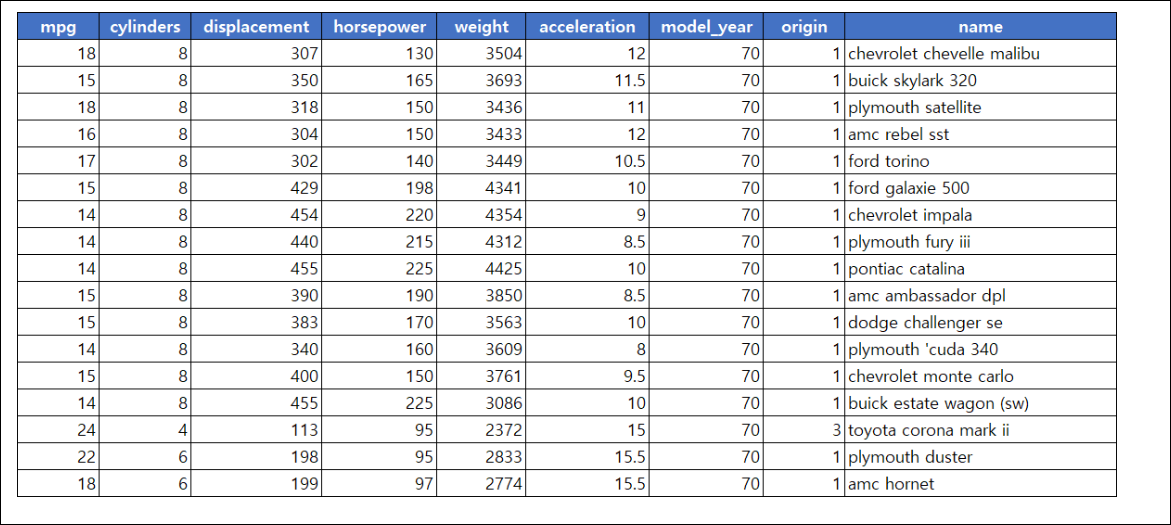 mpg cylinders displacement horsepower weight acceleration model_year origin name
18 8 307 130 3504 12 70 1 chevrolet chevelle malibu
15 8 350 165 3693 11.5 70 1 buick skylark 320
18 8 318 150 3436 11 70 1 plymouth satellite
16 8 304 150 3433 12 70 1 amc rebel sst
17 8 302 140 3449 10.5 70 1 ford torino
15 8 429 198 4341 10 70 1 ford galaxie 500
14 8 454 220 4354 9 70 1 chevrolet impala
14 8 440 215 4312 8.5 70 1 plymouth fury iii
14 8 455 225 4425 10 70 1 pontiac catalina
15 8 390 190 3850 8.5 70 1 amc ambassador dpl
15 8 383 170 3563 10 70 1 dodge challenger se
14 8 340 160 3609 8 70 1 plymouth 'cuda 340
15 8 400 150 3761 9.5 70 1 chevrolet monte carlo
14 8 455 225 3086 10 70 1 buick estate wagon (sw)
24 4 113 95 2372 15 70 3 toyota corona mark ii
22 6 198 95 2833 15.5 70 1 plymouth duster
18 6 199 97 2774 15.5 70 1 amc hornet